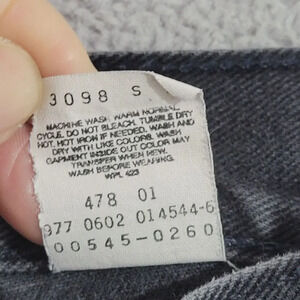 3098 S
MACHINE WASH WARM NORMAL
CYCLE. DO NOT BLEACH. TUMBLE DRY
HOT. HOT IRON IF NEEDED. WASH AND
DRY WITH LIKE COLORS. WASH
GARMENT INSIDE OUT COLOR MAY
TRANSFER WHEN NEW.
WASH BEFORE WEARING.
WPL 423
478 01
977 0602 014544-6
00545-0260